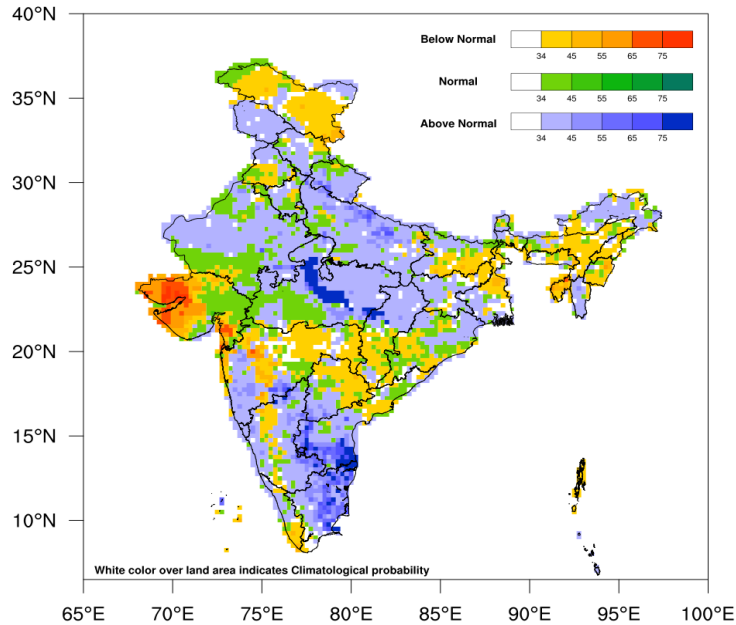 40°N
Below Normal
34 45 55 65 75
Normal
34 45 55 65 75
35°N
Above Normal
34 45 55 65 75
30°N
25°N
20°N
15°N
10°N
White color over land area indicates Climatological probability
65°E 70°E 75°E 80°E 85°E 90°E 95°E 100°E